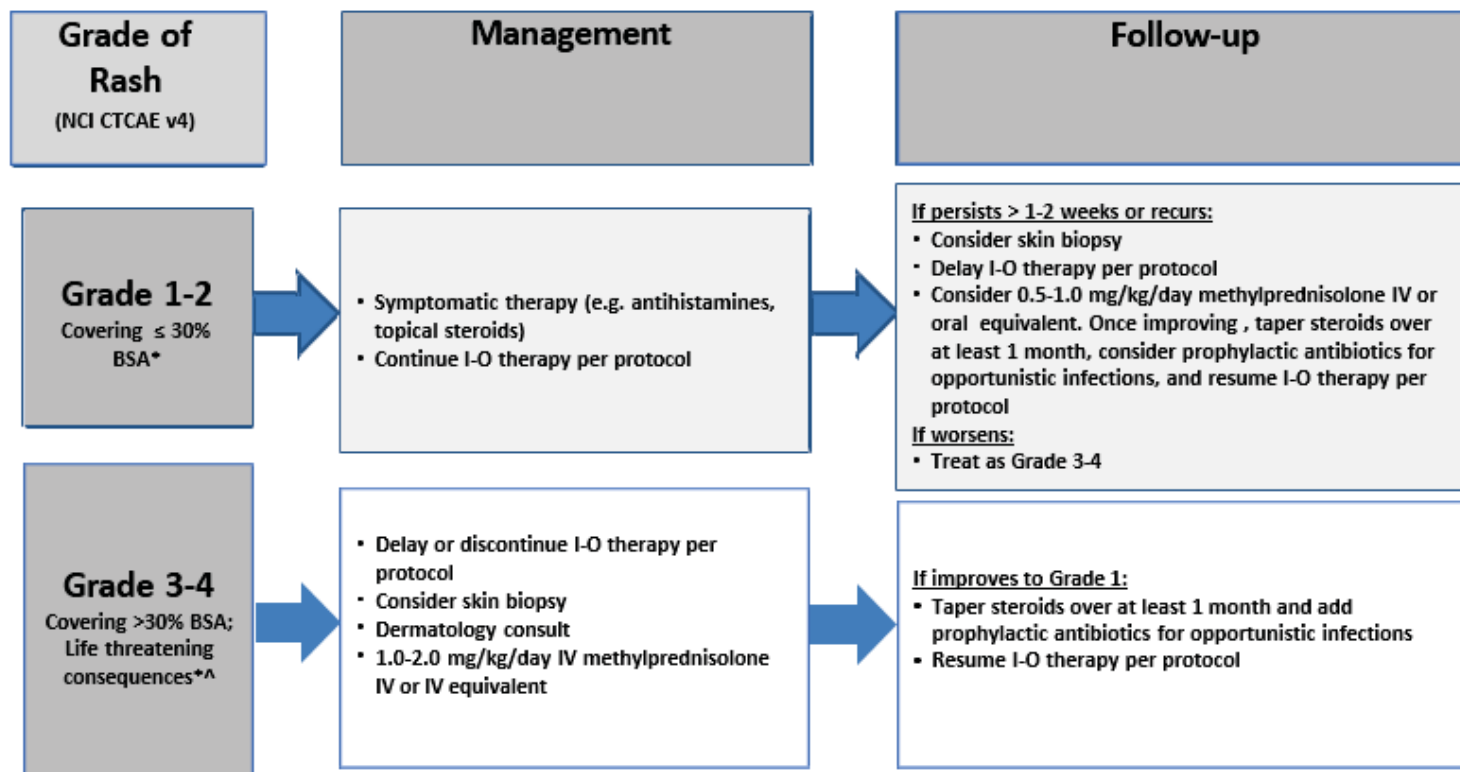 Grade of
Rash
(NCI CTCAE v4)
Management
Follow-up
Grade 1-2
Covering ≤ 30%
BSA*
• Symptomatic therapy (e.g. antihistamines,
topical steroids)
• Continue I-O therapy per protocol
If persists > 1-2 weeks or recurs:
• Consider skin biopsy
• Delay I-O therapy per protocol
• Consider 0.5-1.0 mg/kg/day methylprednisolone IV or
oral equivalent. Once improving , taper steroids over
at least 1 month, consider prophylactic antibiotics for
opportunistic infections, and resume I-O therapy per
protocol
If worsens:
• Treat as Grade 3-4
Grade 3-4
Covering >30% BSA;
Life threatening
consequences*^
• Delay or discontinue I-O therapy per
protocol
• Consider skin biopsy
• Dermatology consult
• 1.0-2.0 mg/kg/day IV methylprednisolone
IV or IV equivalent
If improves to Grade 1:
• Taper steroids over at least 1 month and add
prophylactic antibiotics for opportunistic infections
• Resume I-O therapy per protocol